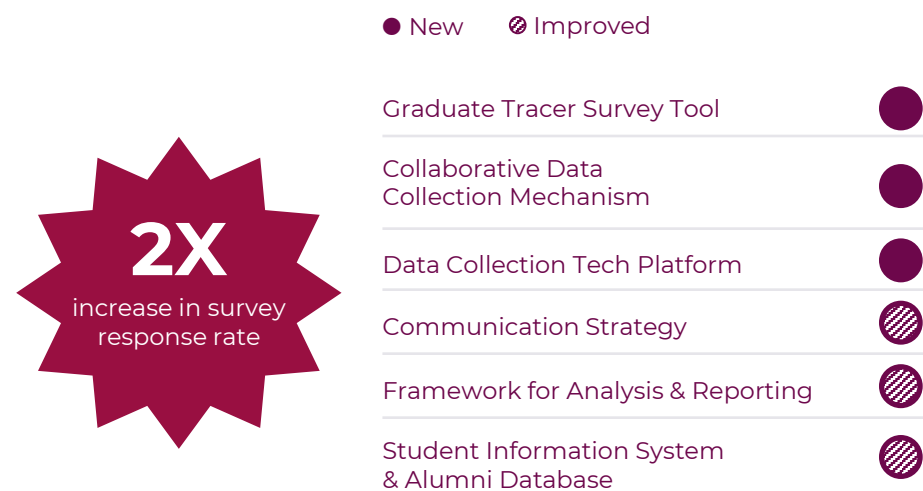 New
Improved
Graduate Tracer Survey Tool
Collaborative Data
Collection Mechanism
Data Collection Tech Platform
Communication Strategy
Framework for Analysis & Reporting
Student Information System
& Alumni Database
2X
increase in survey
response rate